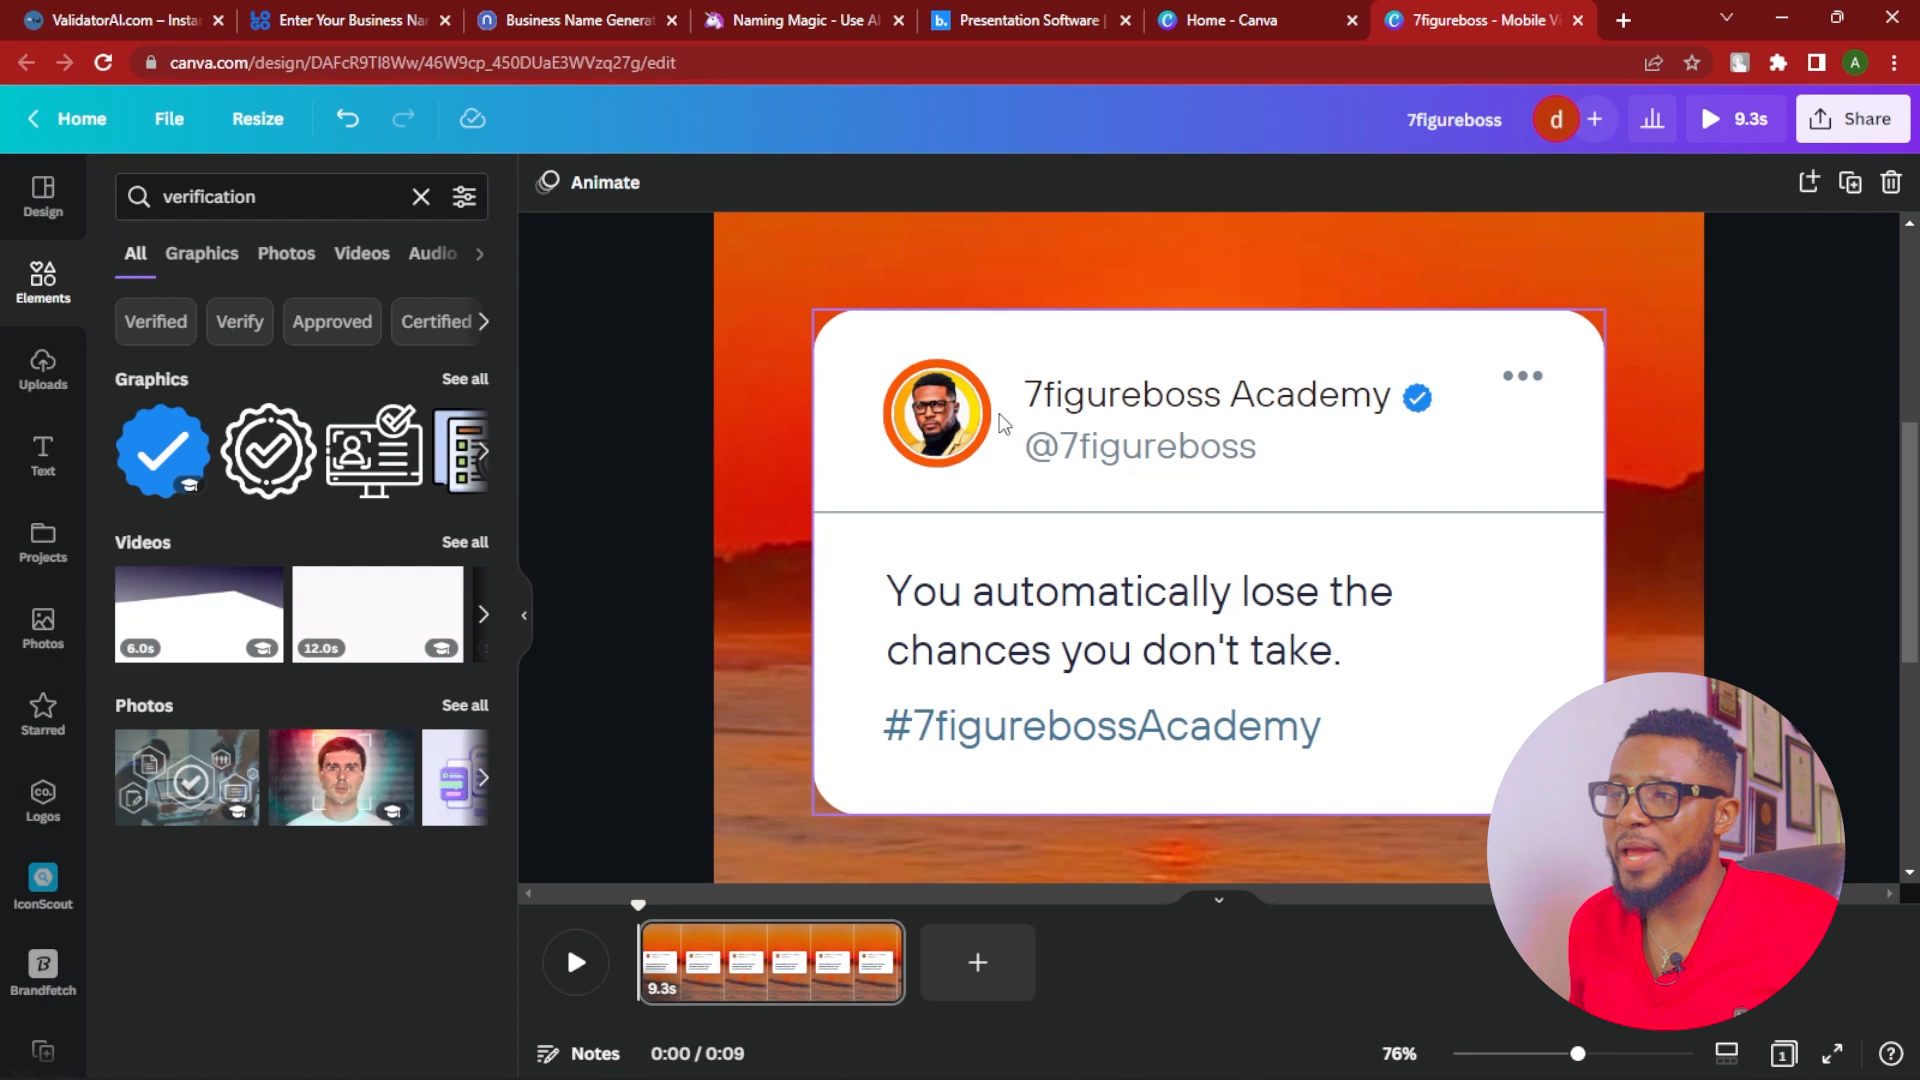 ValidatorAI.com – Insta
Enter Your Business Na
Business Name Generat
Naming Magic - Use AI
b. Presentation Software |
Home - Canva
7figureboss - Mobile Vi
canva.com/design/DAFcR9TI8Ww/46W9cp_450DUaE3WVzq27g/edit
A
Home
File
Resize
7figureboss
d
9.3s
Share
Design
Elements
Uploads
Text
Projects
Photos
Starred
CO.
Logos
IconScout
B
Brandfetch
verification
All
Graphics
Photos
Videos
Audio
Verified
Verify
Approved
Certified
Graphics
See all
Videos
See all
6.0s
12.0s
Photos
See all
Animate
7figureboss Academy
@7figureboss
You automatically lose the
chances you don't take.
#7figurebossAcademy
9.3s
Notes
0:00 / 0:09
76%
1